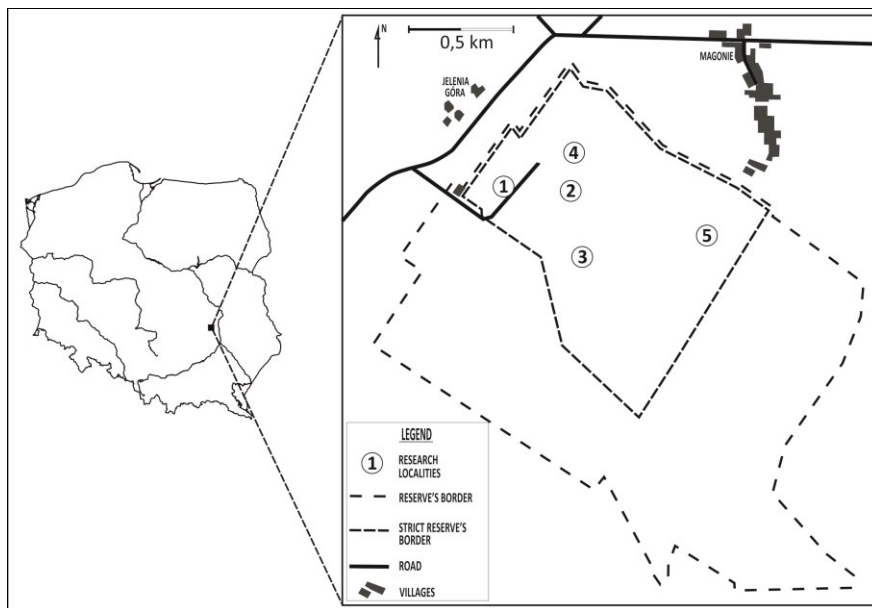 N
0,5 km
MAGONIE
JELENIA
GÓRA
4
1
2
5
3
LEGEND
1 RESEARCH
LOCALITIES
RESERVE'S BORDER
STRICT RESERVE'S
BORDER
ROAD
VILLAGES